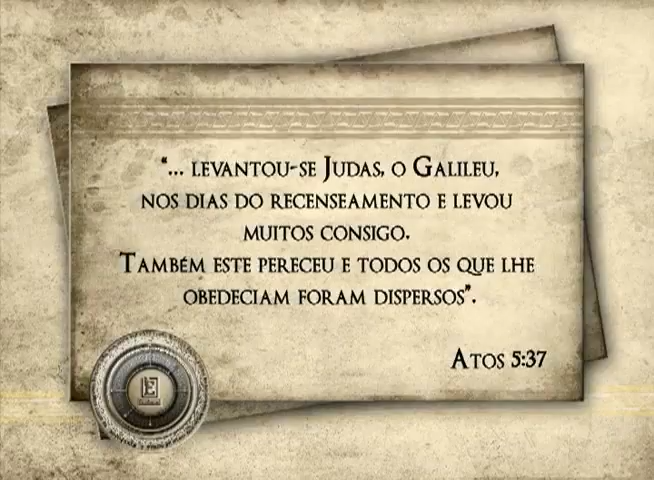 “... levantou-se Judas, o Galileu,
nos dias do recenseamento e levou
muitos consigo.
Também este pereceu e todos os que lhe
obedeciam foram dispersos”.
Atos 5:37